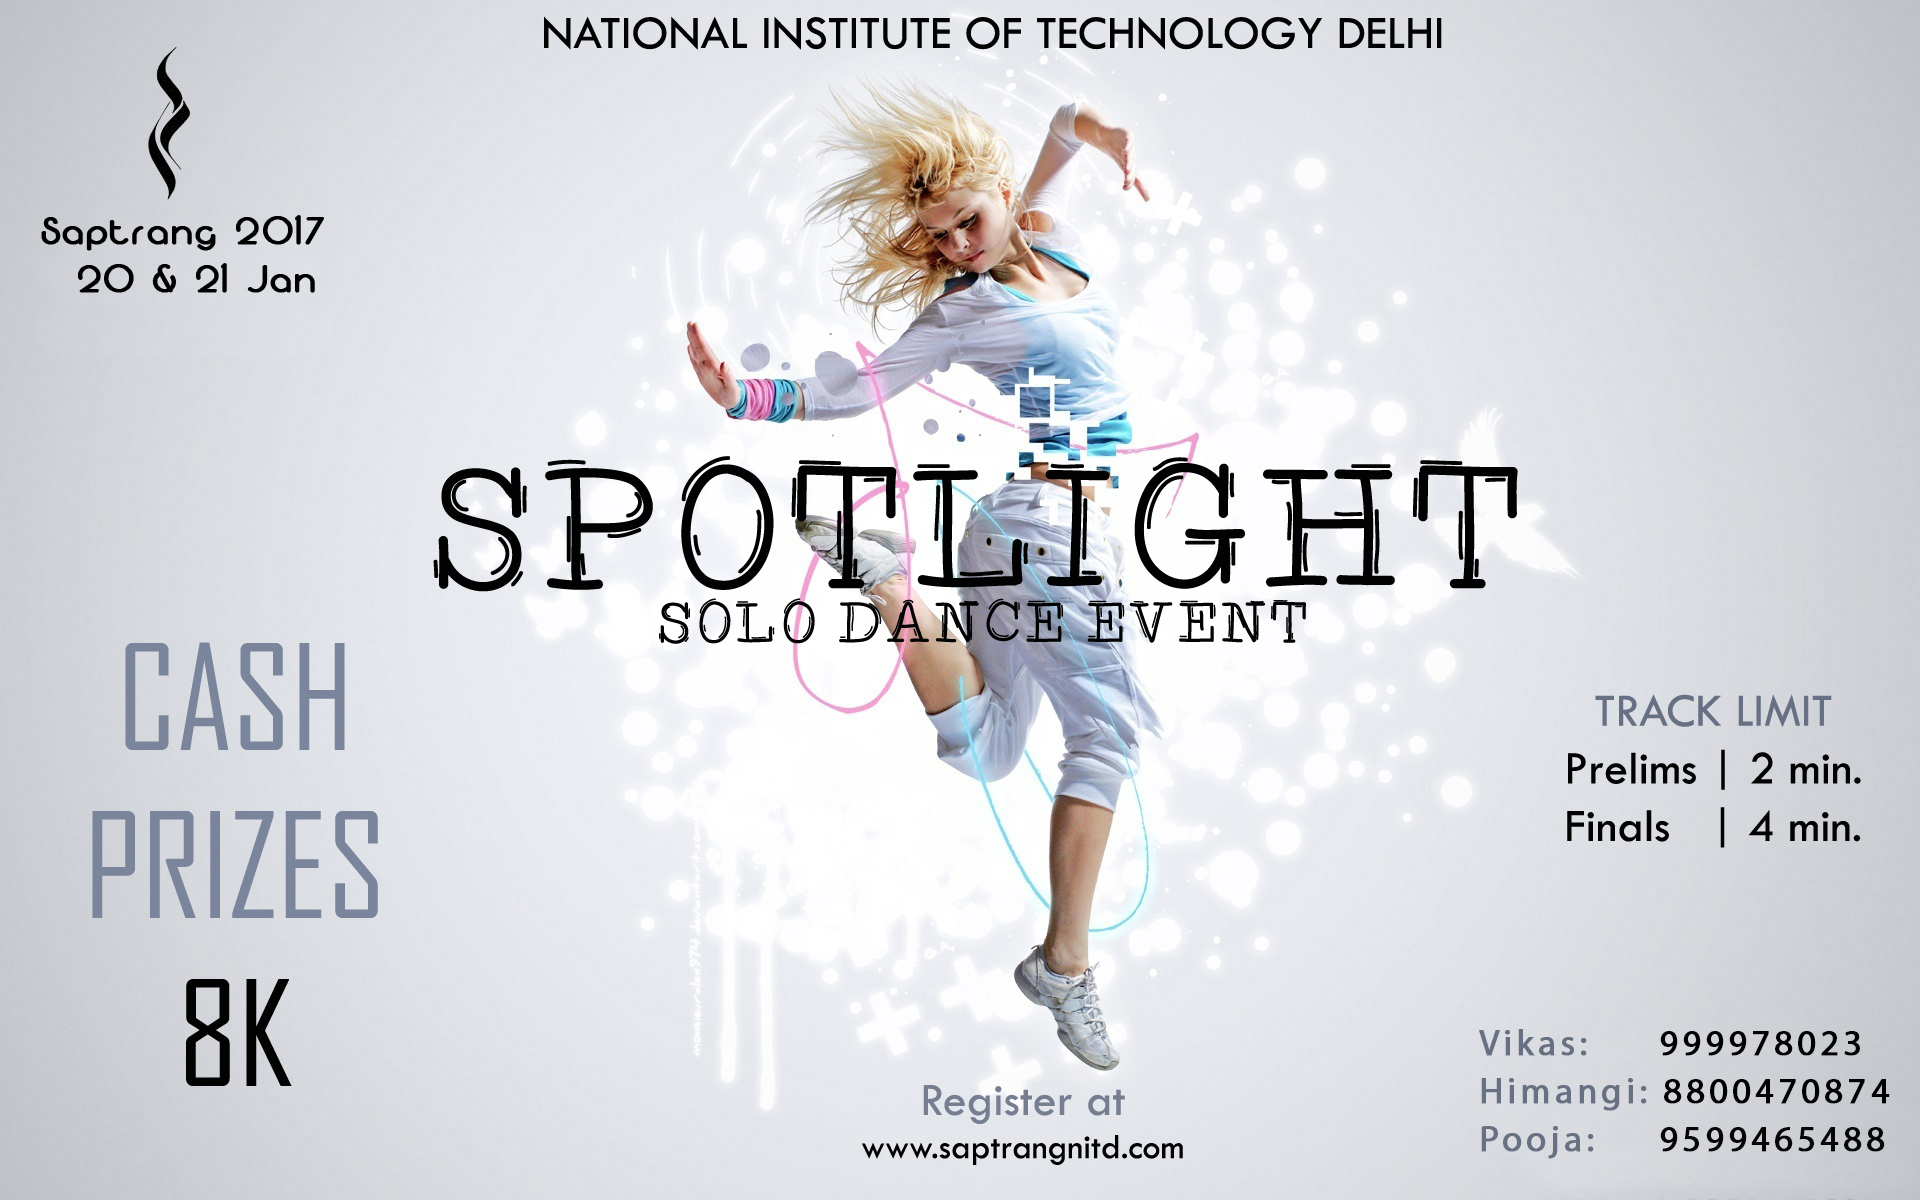 NATIONAL INSTITUTE OF TECHNOLOGY DELHI
Saptrang 2017
20 & 21 Jan
SPOTLIGHT
SOLO DANCE EVENT
CASH
PRIZES
8K
TRACK LIMIT
Prelims | 2 min.
Finals | 4 min.
Register at
www.saptrangnitd.com
Vikas: 999978023
Himangi: 8800470874
Pooja: 9599465488